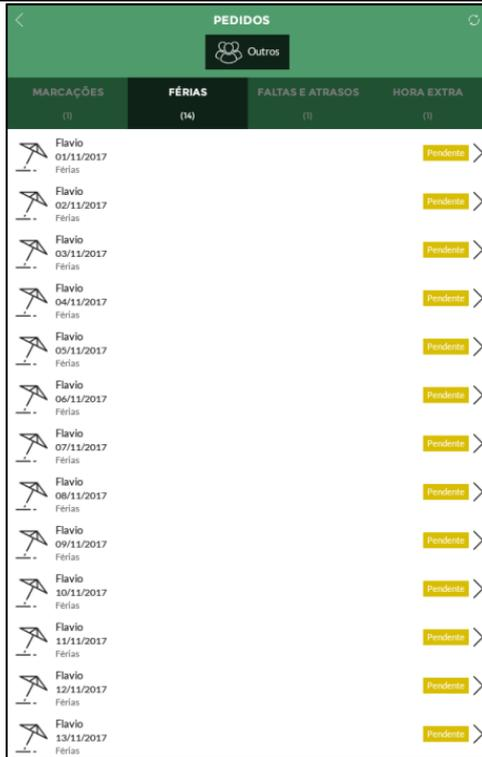 PEDIDOS
Outros
MARCAÇÕES FÉRIAS FALTAS E ATRASOS HORA EXTRA
(1) (14) (1) (1)
Flavio
01/11/2017 Pendente
Férias
Flavio
02/11/2017 Pendente
Férias
Flavio
03/11/2017 Pendente
Férias
Flavio
04/11/2017 Pendente
Férias
Flavio
05/11/2017 Pendente
Férias
Flavio
06/11/2017 Pendente
Férias
Flavio
07/11/2017 Pendente
Férias
Flavio
08/11/2017 Pendente
Férias
Flavio
09/11/2017 Pendente
Férias
Flavio
10/11/2017 Pendente
Férias
Flavio
11/11/2017 Pendente
Férias
Flavio
12/11/2017 Pendente
Férias
Flavio
13/11/2017 Pendente
Férias